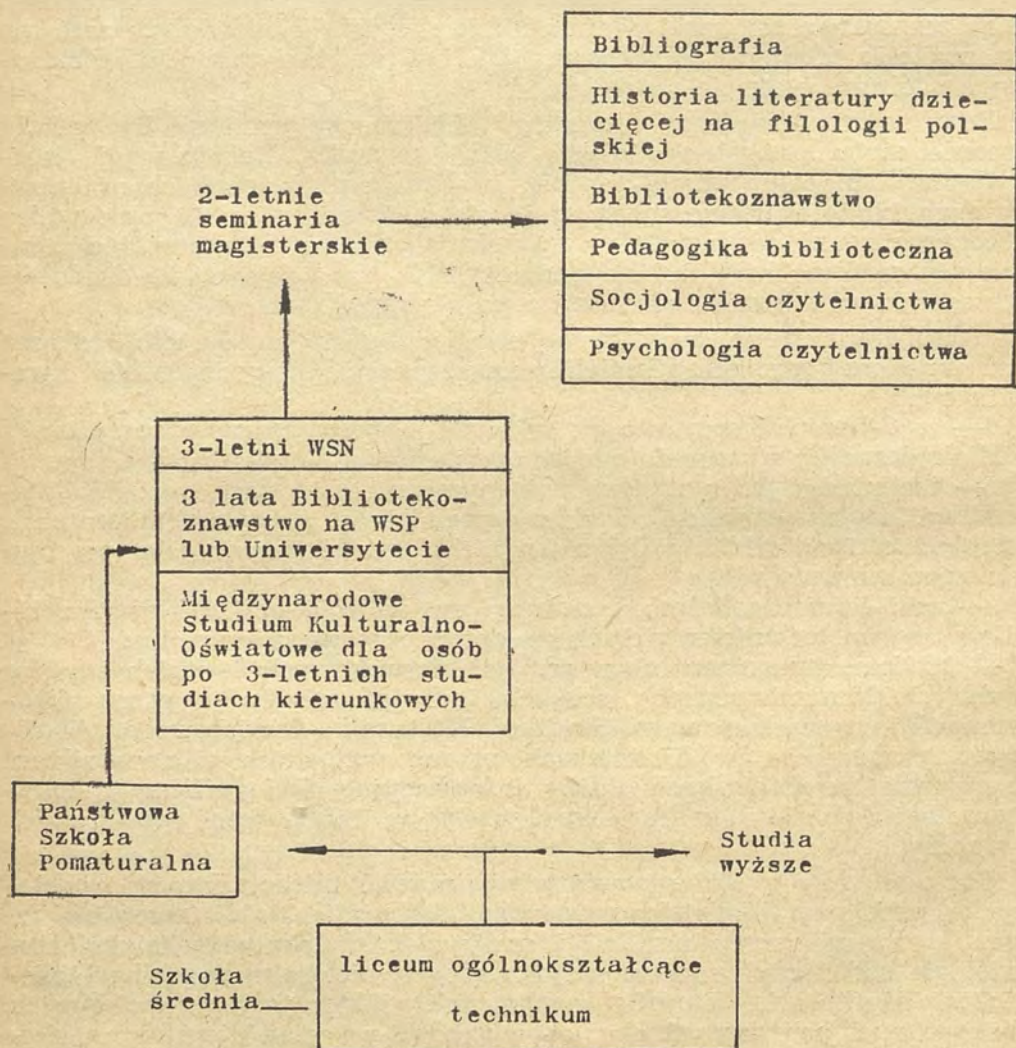 Bibliografia
Historia literatury dzie-
cięcej na filologii pol-
skiej
Bibliotekoznawstwo
Pedagogika biblioteczna
Socjologia czytelnictwa
Psychologia czytelnictwa
2-letnie
seminaria
magisterskie
3-letni WSN
3 lata Biblioteko-
znawstwo na WSP
lub Uniwersytecie
Międzynarodowe
Studium Kulturalno-
Oświatowe dla osób
po 3-letnich stu-
diach kierunkowych
Państwowa
Szkoła
Pomaturalna
Studia
wyższe
Szkoła
średnia
liceum ogólnokształcące
technikum